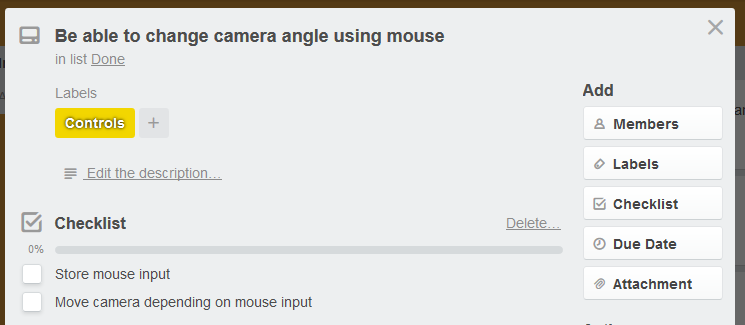 Be able to change camera angle using mouse
in list Done
Labels
Controls
+
Edit the description…
Checklist
Delete…
0%
Store mouse input
Move camera depending on mouse input
Add
Members
Labels
Checklist
Due Date
Attachment